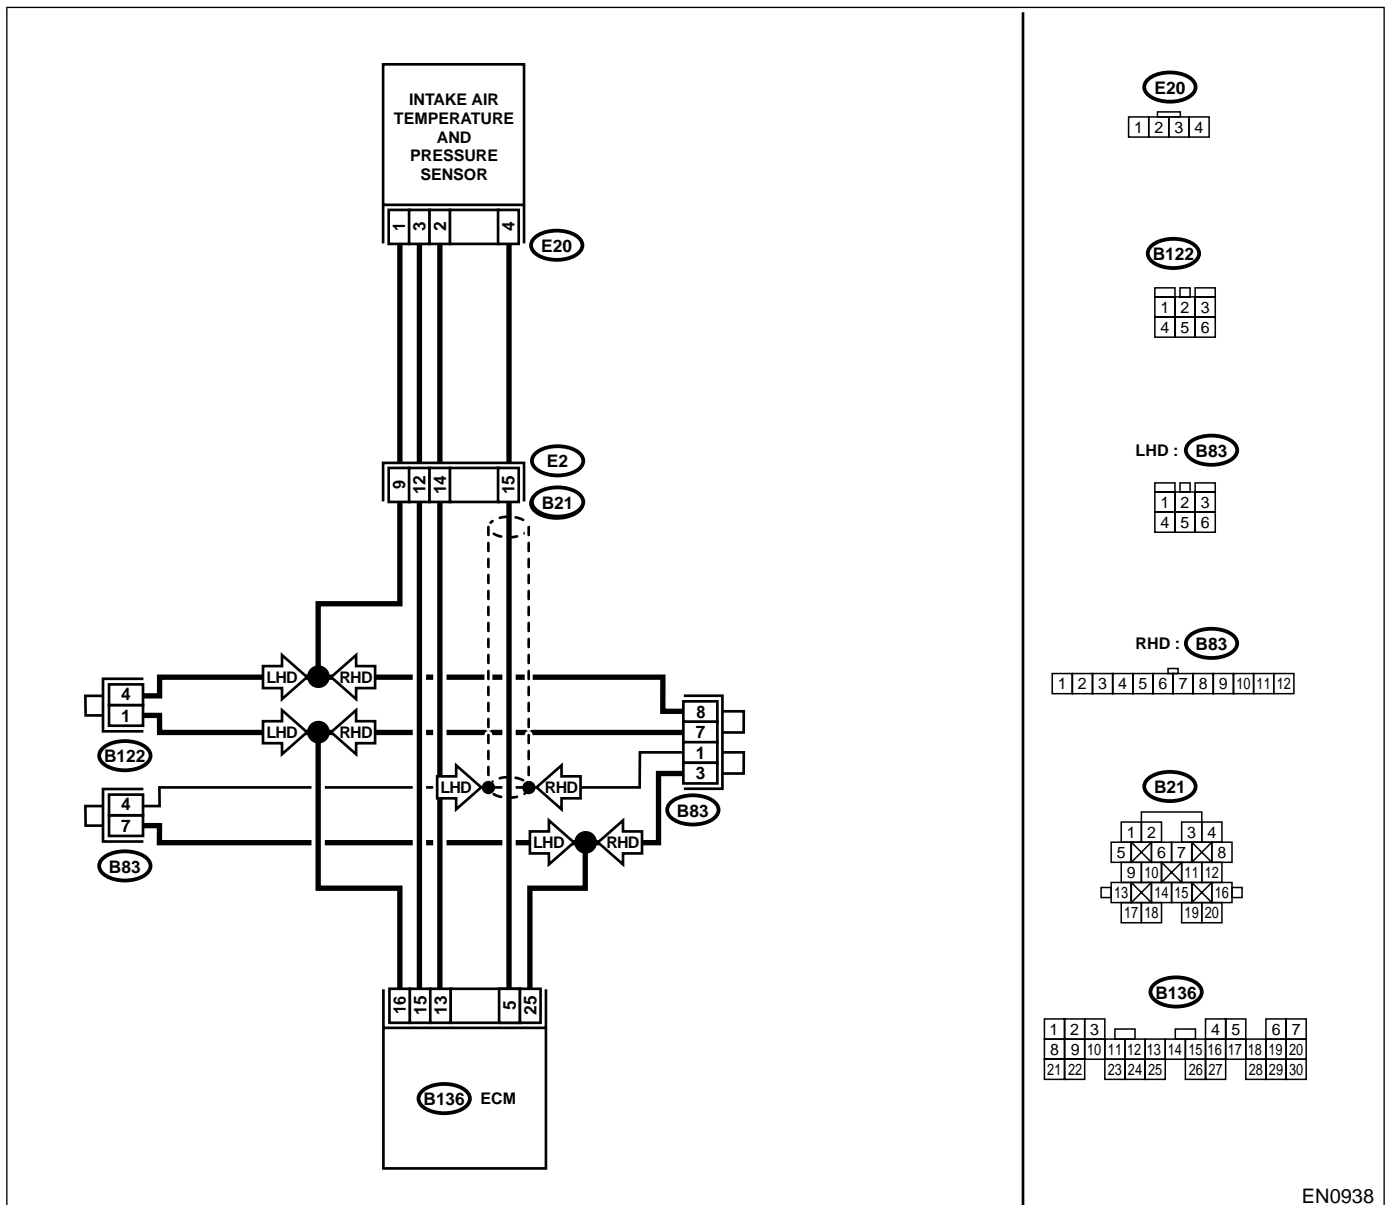 INTAKE AIR
TEMPERATURE
AND
PRESSURE
SENSOR
1 3 2 4
E20
E2
9 12 14 15
B21
LHD RHD
4
1
B122
LHD RHD
8
7
1
3
B83
LHD RHD
4
7
B83
LHD RHD
16 15 13 5 25
B136 ECM
E20
1 2 3 4
B122
1 2 3
4 5 6
LHD : B83
1 2 3
4 5 6
RHD : B83
1 2 3 4 5 6 7 8 9 10 11 12
B21
1 2 3 4
5 6 7 8
9 10 11 12
13 14 15 16
17 18 19 20
B136
1 2 3 4 5 6 7
8 9 10 11 12 13 14 15 16 17 18 19 20
21 22 23 24 25 26 27 28 29 30
EN0938